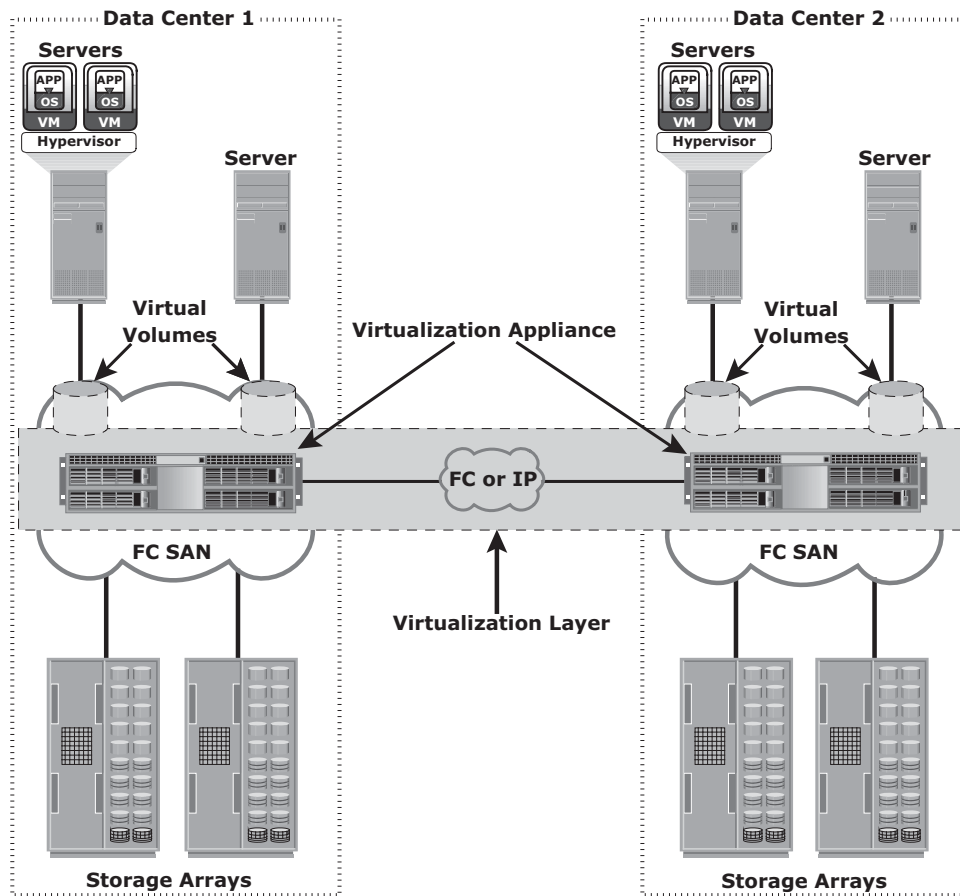 Data Center 1
Data Center 2
Servers
APP
APP
OS
OS
VM
VM
Hypervisor
Server
Servers
APP
APP
OS
OS
VM
VM
Hypervisor
Server
Virtual
Volumes
Virtualization Appliance
Virtual
Volumes
FC or IP
FC SAN
FC SAN
Virtualization Layer
Storage Arrays
Storage Arrays